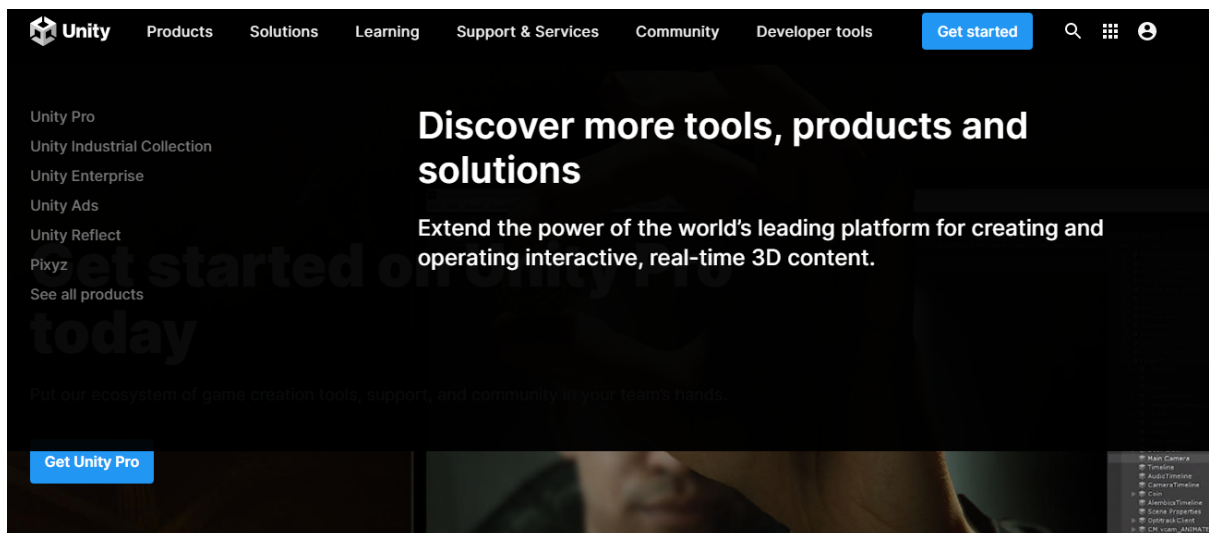 Unity
Products
Solutions
Learning
Support & Services
Community
Developer tools
Get started
Unity Pro
Unity Industrial Collection
Unity Enterprise
Unity Ads
Unity Reflect
Pixyz
See all products
Discover more tools, products and
solutions
Extend the power of the world's leading platform for creating and
operating interactive, real-time 3D content.
Get started on Unity Pro
today
Put our ecosystem of game creation tools, support, and community in your team's hands.
Get Unity Pro
Main Camera
Timeline
AudioTimeline
CameraTimeline
Coin
AlembicsTimeline
Scene Properties
OptitrackClient
CM vcam_ANIMATE